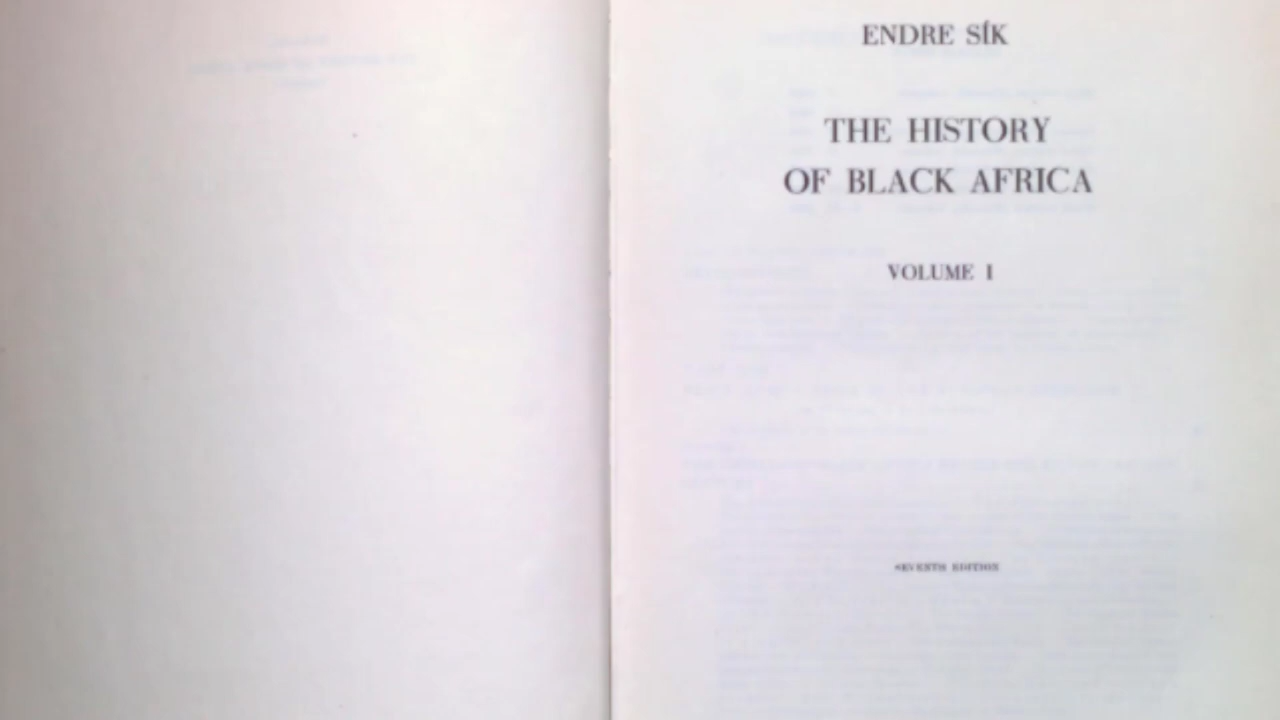 ENDRE SÍK
THE HISTORY
OF BLACK AFRICA
VOLUME I
SEVENTH EDITION